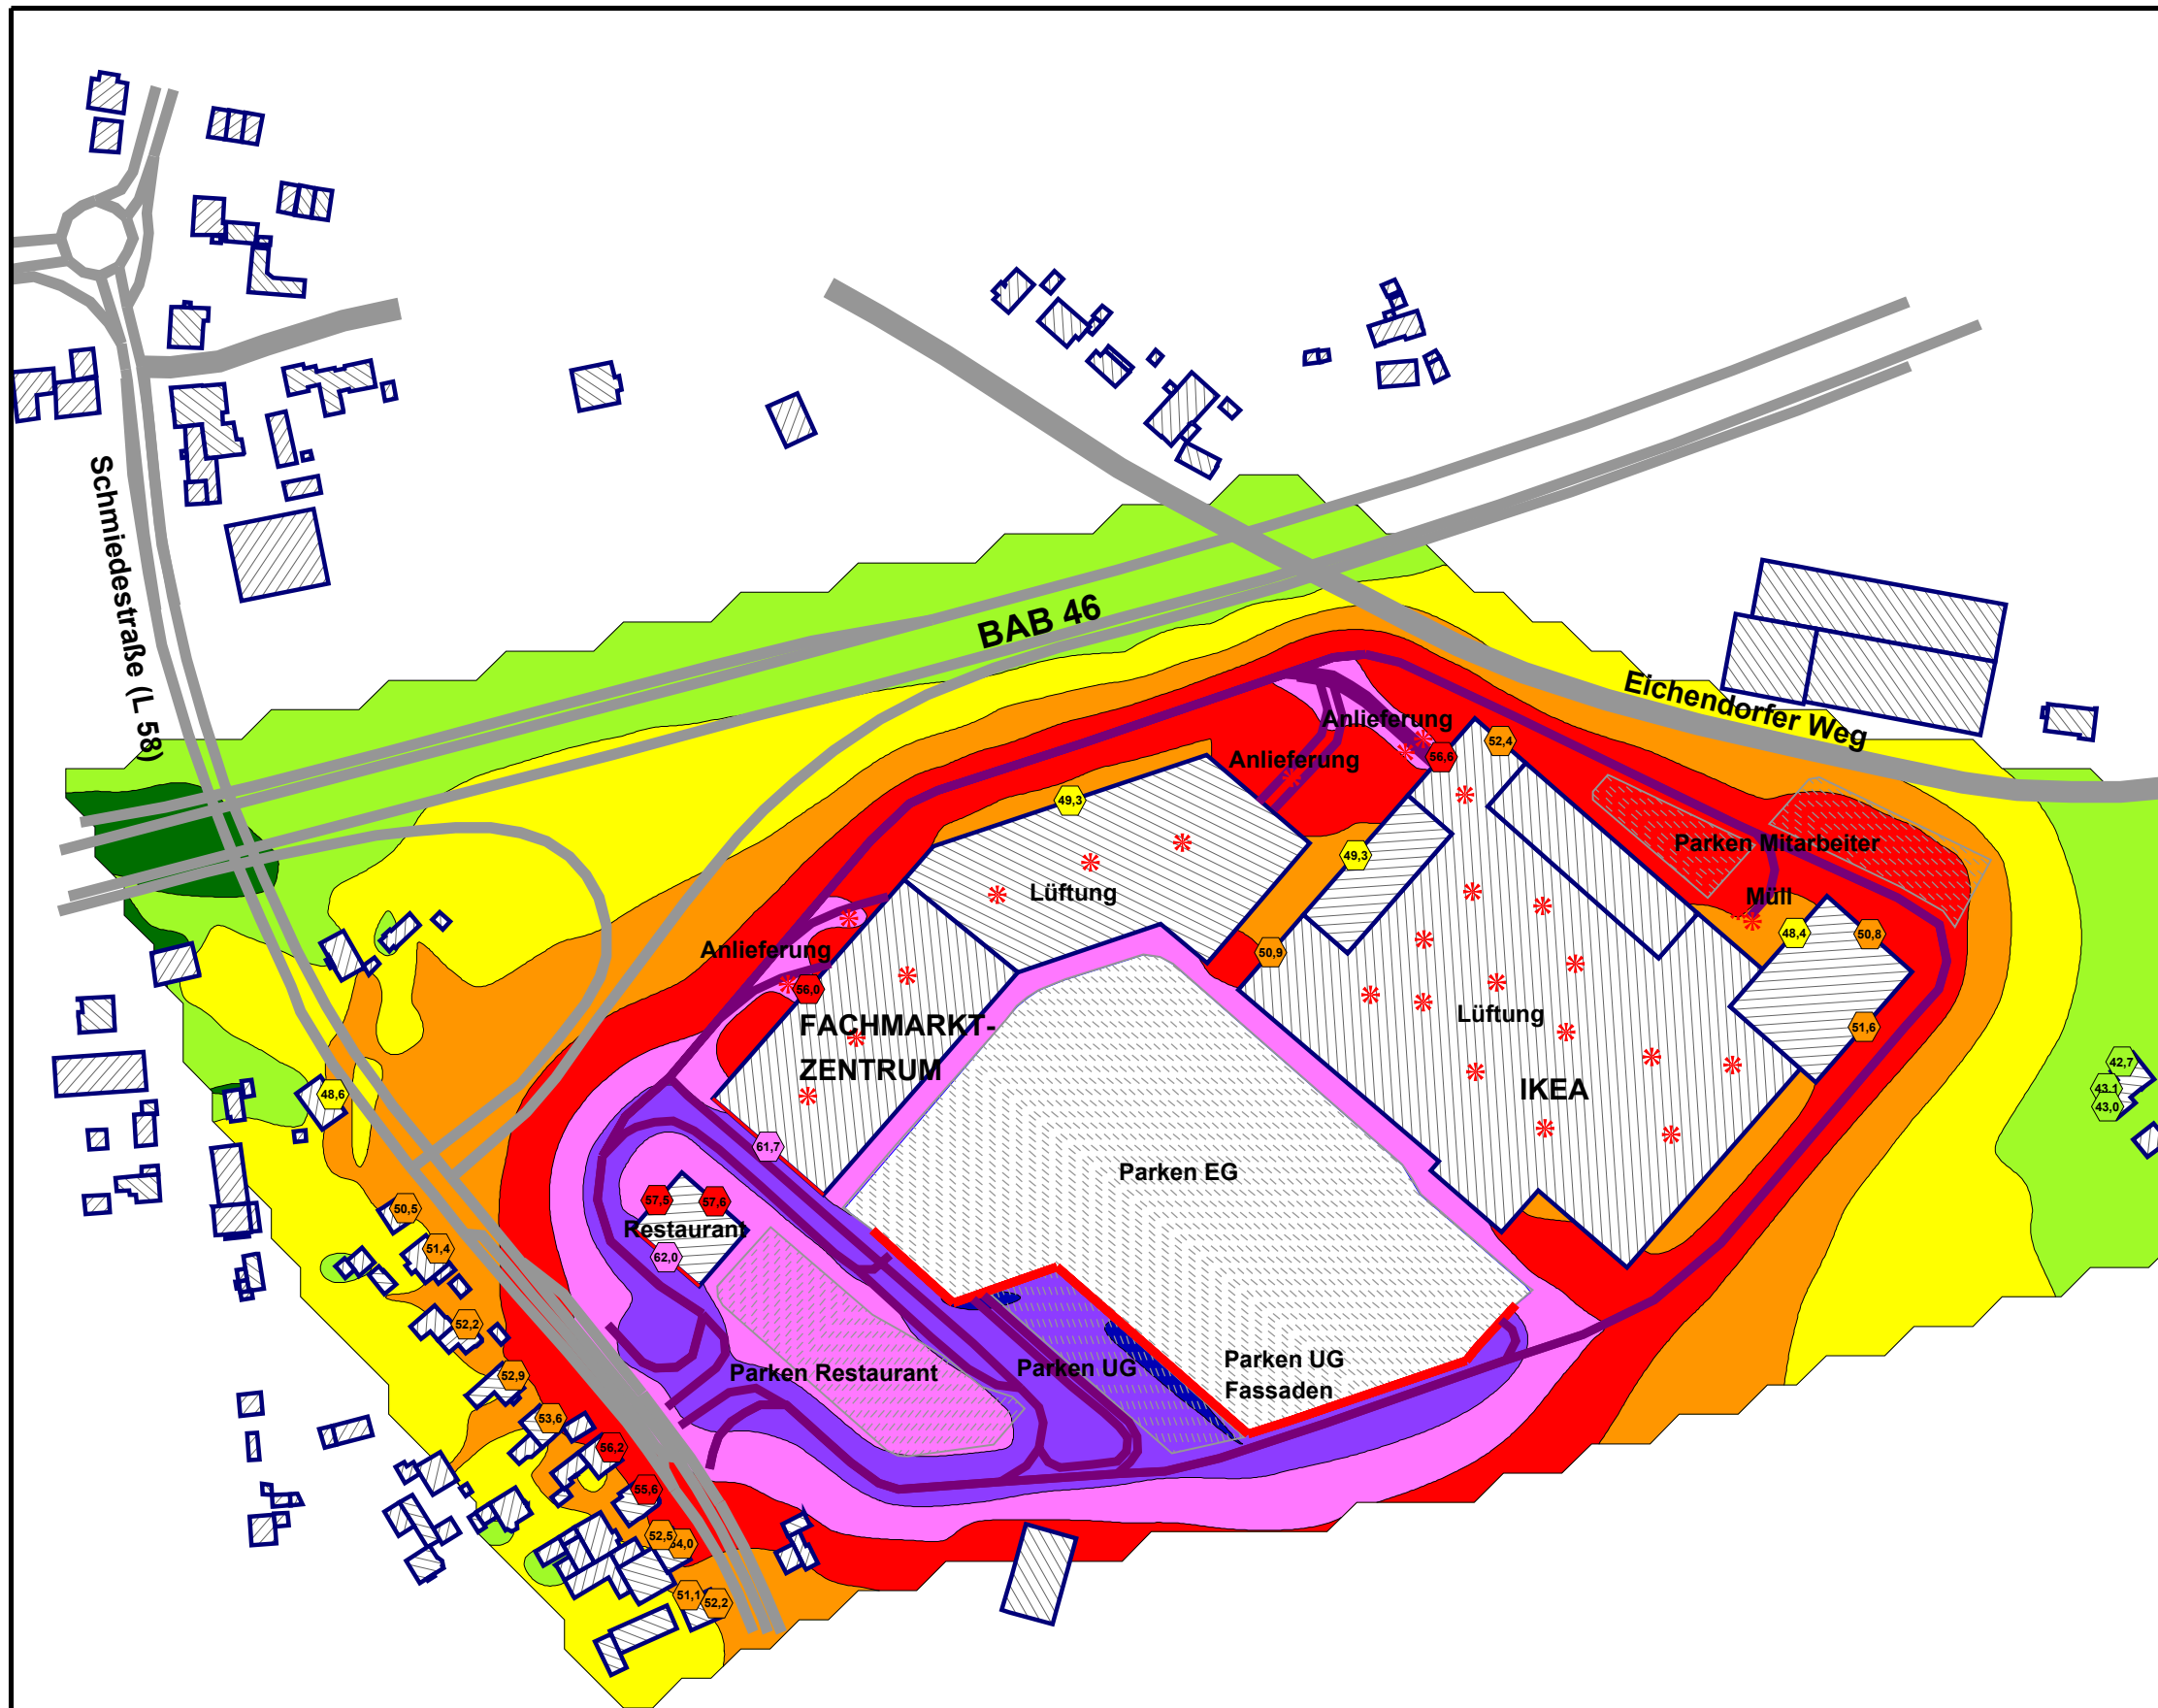 Schmiedestraße (L 58)
BAB 46
Eichendorfer Weg
Anlieferung
56,6
52,4
Anlieferung
49,3
49,3
Parken Mitarbeiter
Lüftung
Müll
48,4
50,8
Anlieferung
50,9
56,0
Lüftung
51,6
FACHMARKT-
ZENTRUM
IKEA
42,7
43,1
43,0
48,6
61,7
Parken EG
57,5
57,6
50,5
Restaurant
51,4
62,0
52,2
Parken UG
Parken UG
Fassaden
Parken Restaurant
52,9
53,6
56,2
55,6
52,5
54,0
51,1
52,2